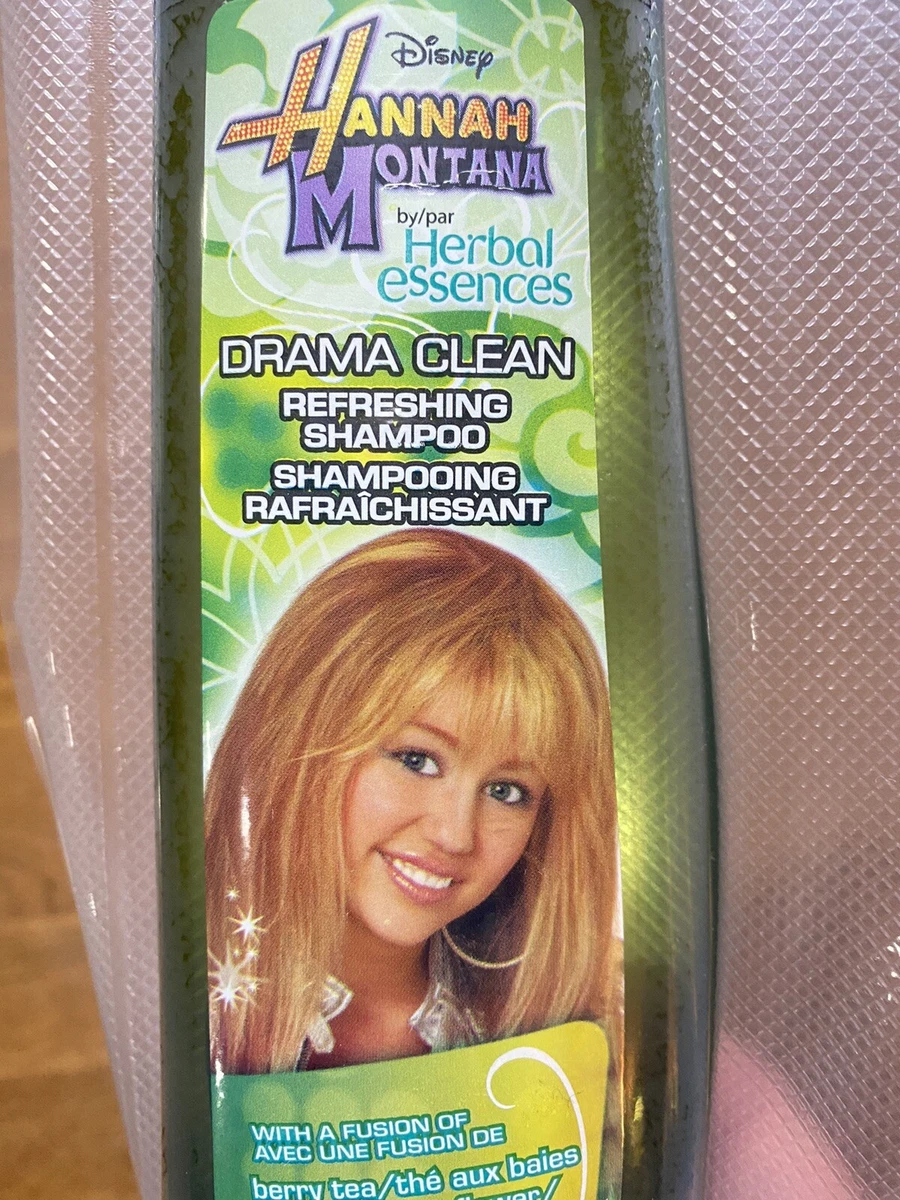 Disney
HANNAH
MONTANA
by/par
Herbal
essences
DRAMA CLEAN
REFRESHING
SHAMPOO
SHAMPOOING
RAFRAÎCHISSANT
WITH A FUSION OF
AVEC UNE FUSION DE
berry tea/thé aux baies
flower/